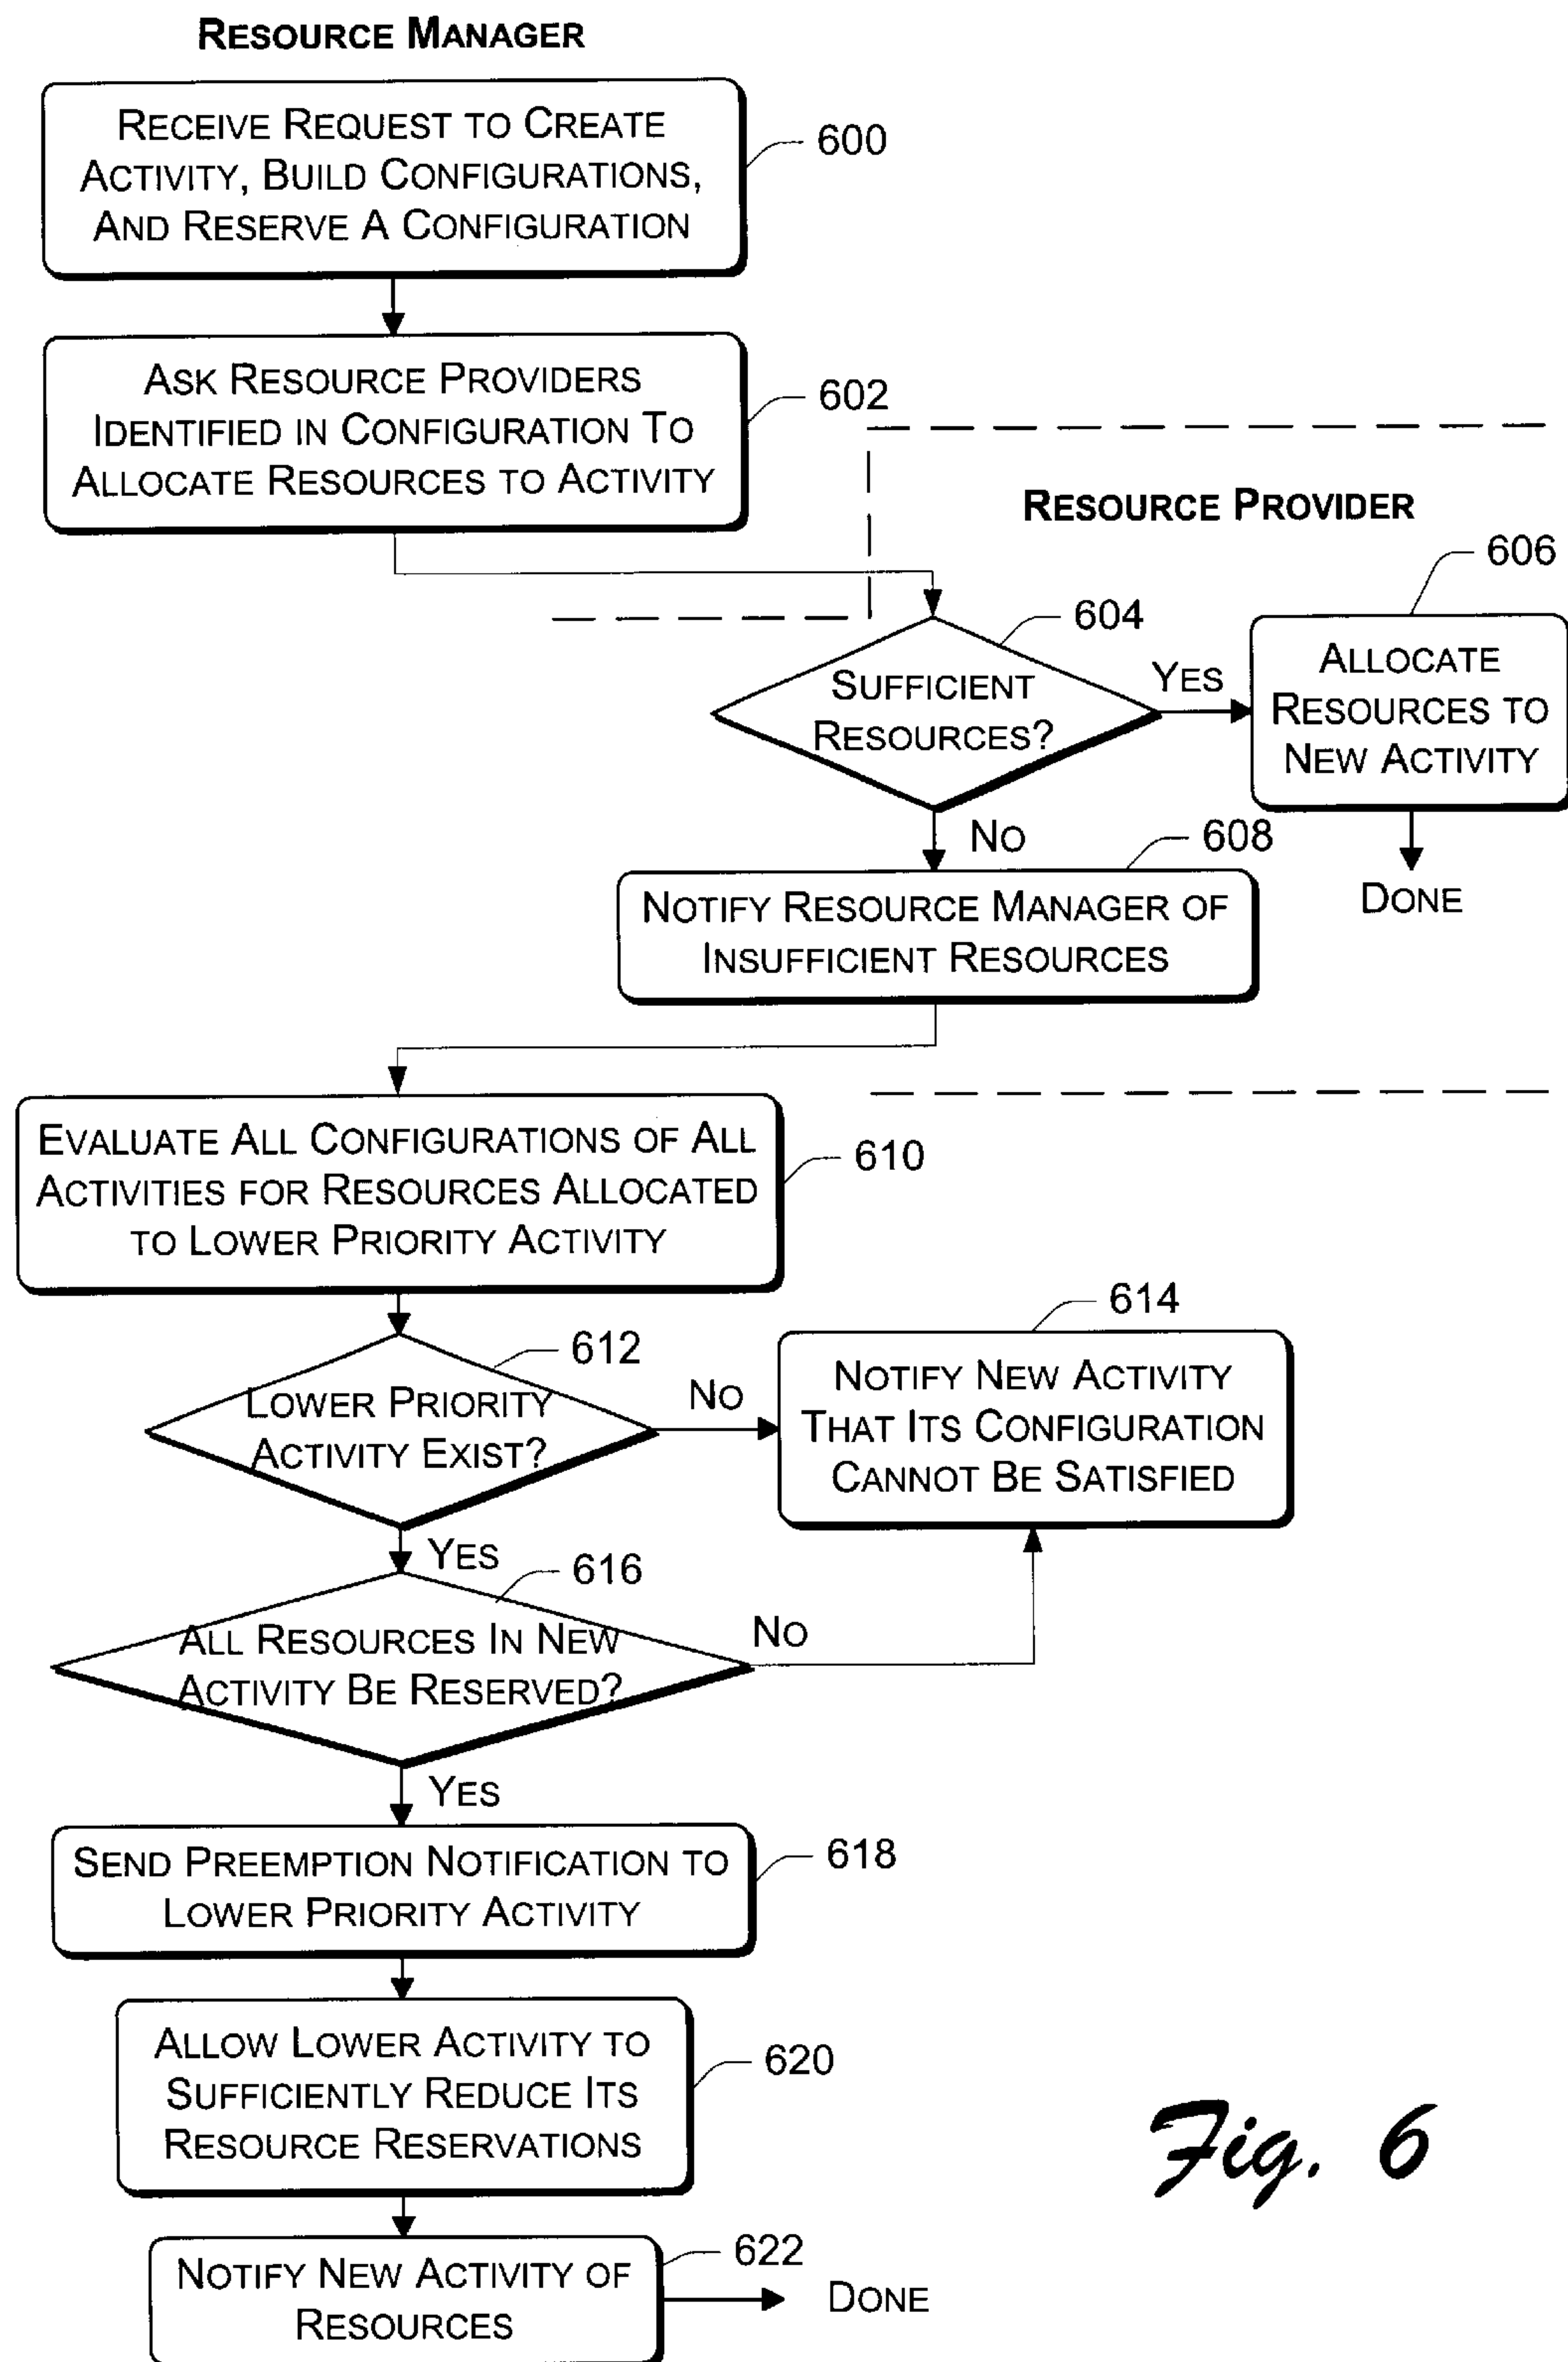 RESOURCE MANAGER
RECEIVE REQUEST TO CREATE
ACTIVITY, BUILD CONFIGURATIONS,
AND RESERVE A CONFIGURATION
600
ASK RESOURCE PROVIDERS
IDENTIFIED IN CONFIGURATION TO
ALLOCATE RESOURCES TO ACTIVITY
602
RESOURCE PROVIDER
606
604
SUFFICIENT
RESOURCES?
YES
ALLOCATE
RESOURCES TO
NEW ACTIVITY
NO
608
DONE
NOTIFY RESOURCE MANAGER OF
INSUFFICIENT RESOURCES
EVALUATE ALL CONFIGURATIONS OF ALL
ACTIVITIES FOR RESOURCES ALLOCATED
TO LOWER PRIORITY ACTIVITY
610
614
612
LOWER PRIORITY
ACTIVITY EXIST?
NO
NOTIFY NEW ACTIVITY
THAT ITS CONFIGURATION
CANNOT BE SATISFIED
YES
616
ALL RESOURCES IN NEW
ACTIVITY BE RESERVED?
NO
YES
SEND PREEMPTION NOTIFICATION TO
LOWER PRIORITY ACTIVITY
618
ALLOW LOWER ACTIVITY TO
SUFFICIENTLY REDUCE ITS
RESOURCE RESERVATIONS
620
NOTIFY NEW ACTIVITY OF
RESOURCES
622
DONE
Fig. 6